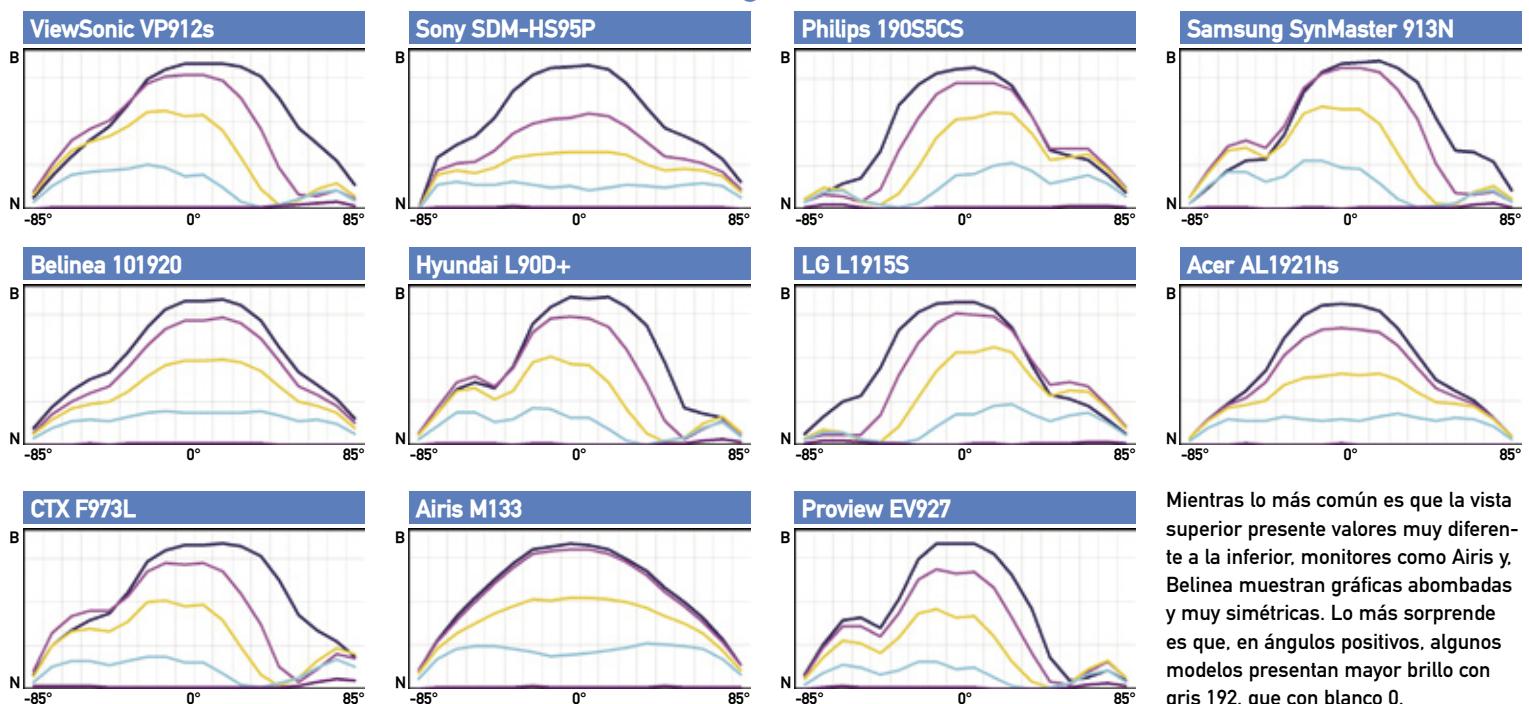 ViewSonic VP912s
B
N
-85° 0° 85°
Sony SDM-HS95P
B
N
-85° 0° 85°
Philips 190S5CS
B
N
-85° 0° 85°
Samsung SynMaster 913N
B
N
-85° 0° 85°
Belinea 101920
B
N
-85° 0° 85°
Hyundai L90D+
B
N
-85° 0° 85°
LG L1915S
B
N
-85° 0° 85°
Acer AL1921hs
B
N
-85° 0° 85°
CTX F973L
B
N
-85° 0° 85°
Airis M133
B
N
-85° 0° 85°
Proview EV927
B
N
-85° 0° 85°
Mientras lo más común es que la vista
superior presente valores muy diferen-
te a la inferior, monitores como Airis y,
Belinea muestran gráficas abombadas
y muy simétricas. Lo más sorprende
es que, en ángulos positivos, algunos
modelos presentan mayor brillo con
gris 192, que con blanco 0.